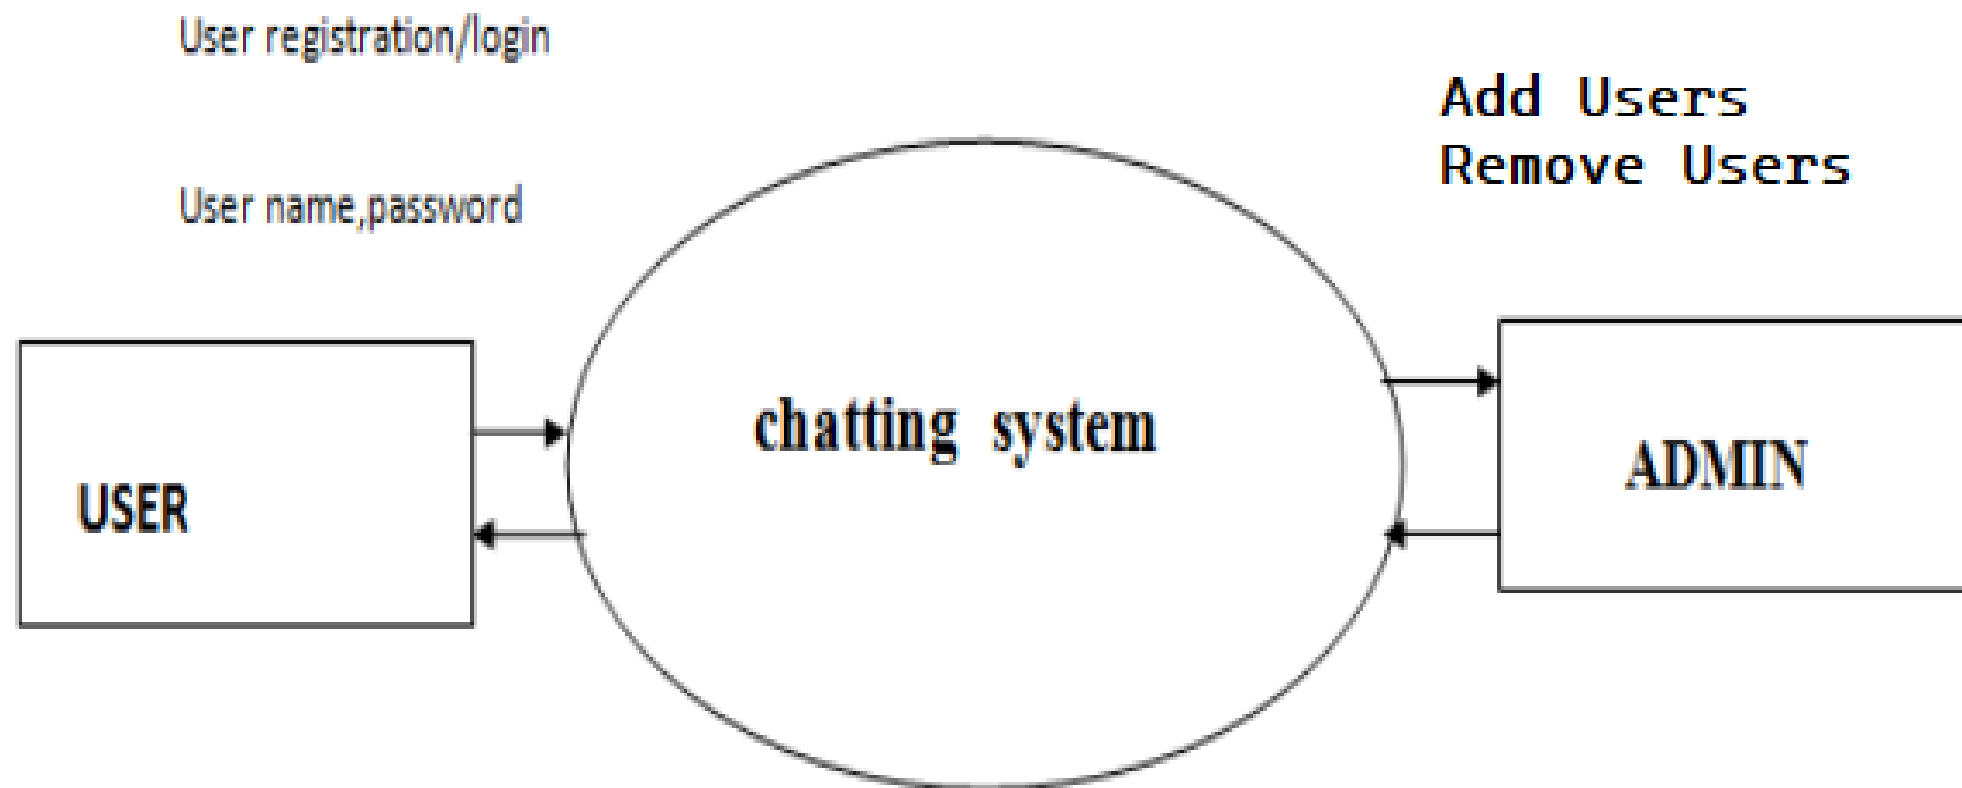 User registration/login
Add Users
Remove Users
User name,password
chatting system
USER
ADMIN